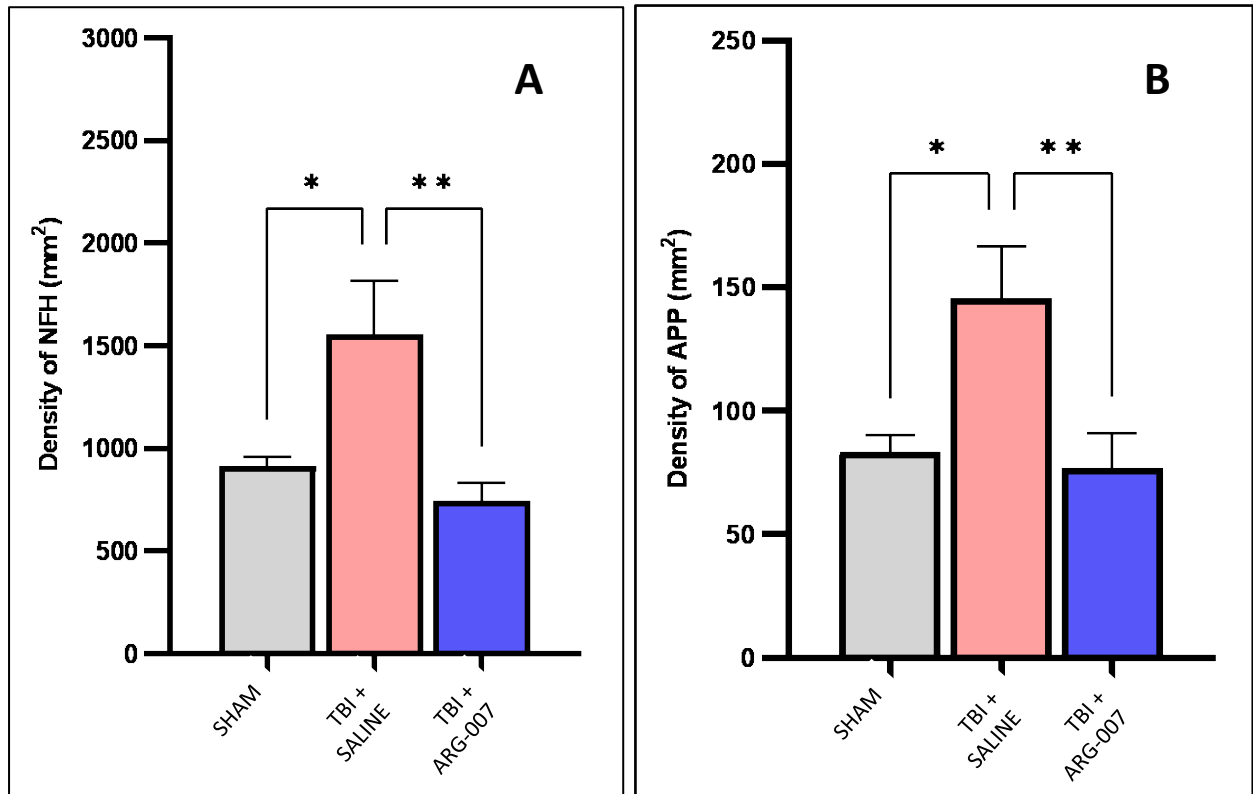 A
Density of NFH (mm²)
3000
2500
2000
1500
1000
500
0
*
**
SHAM
TBI +
SALINE
TBI +
ARG-007
B
Density of APP (mm²)
250
200
150
100
50
0
*
**
SHAM
TBI +
SALINE
TBI +
ARG-007